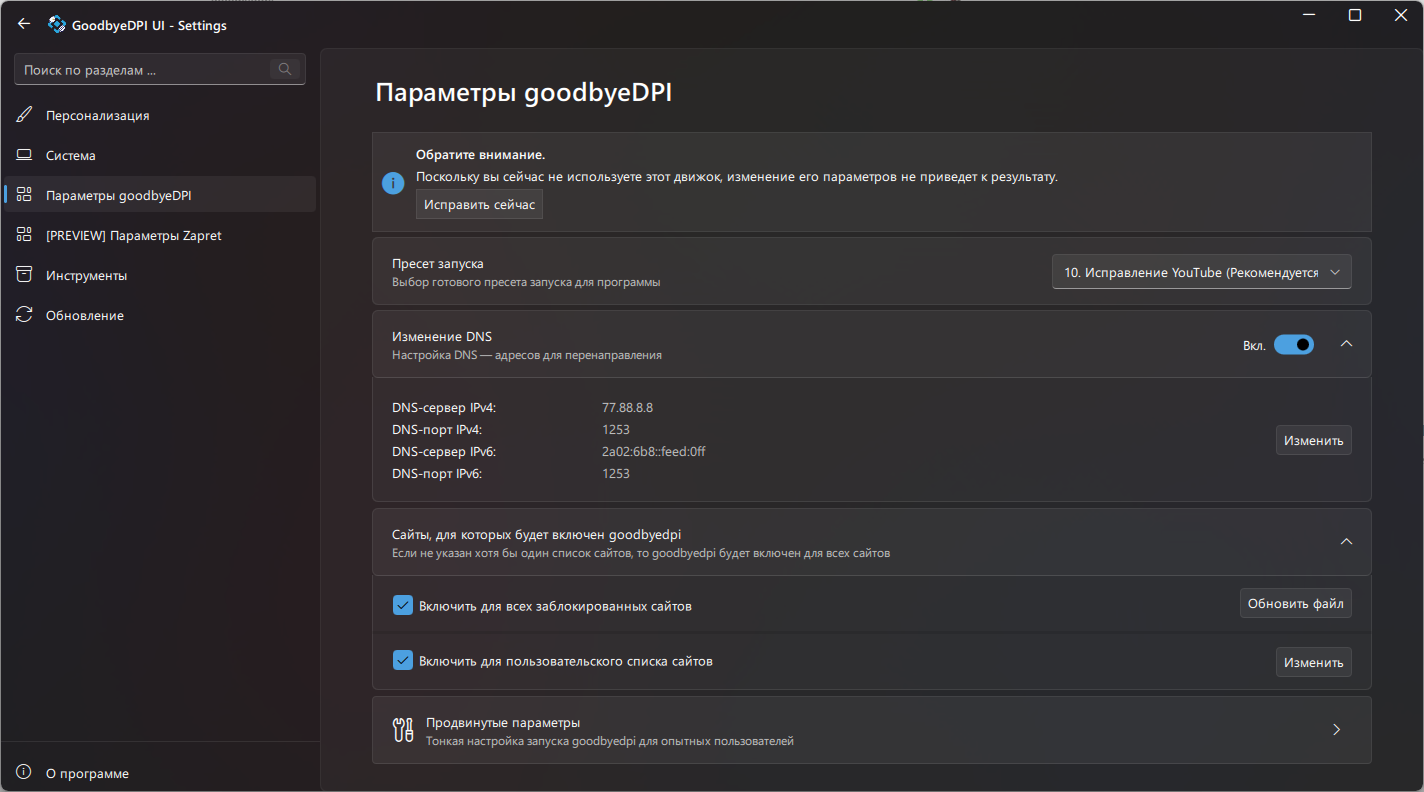 GoodbyeDPI UI - Settings
Поиск по разделам ...
Персонализация
Система
Параметры goodbyeDPI
[PREVIEW] Параметры Zapret
Инструменты
Обновление
О программе
Параметры goodbyeDPI
Обратите внимание.
Поскольку вы сейчас не используете этот движок, изменение его параметров не приведет к результату.
Исправить сейчас
Пресет запуска
Выбор готового пресета запуска для программы
10. Исправление YouTube (Рекомендуется
Изменение DNS
Настройка DNS — адресов для перенаправления
Вкл.
DNS-сервер IPv4: 77.88.8.8
DNS-порт IPv4: 1253
DNS-сервер IPv6: 2a02:6b8::feed:0ff
DNS-порт IPv6: 1253
Изменить
Сайты, для которых будет включен goodbyedpi
Если не указан хотя бы один список сайтов, то goodbyedpi будет включен для всех сайтов
Включить для всех заблокированных сайтов
Обновить файл
Включить для пользовательского списка сайтов
Изменить
Продвинутые параметры
Тонкая настройка запуска goodbyedpi для опытных пользователей